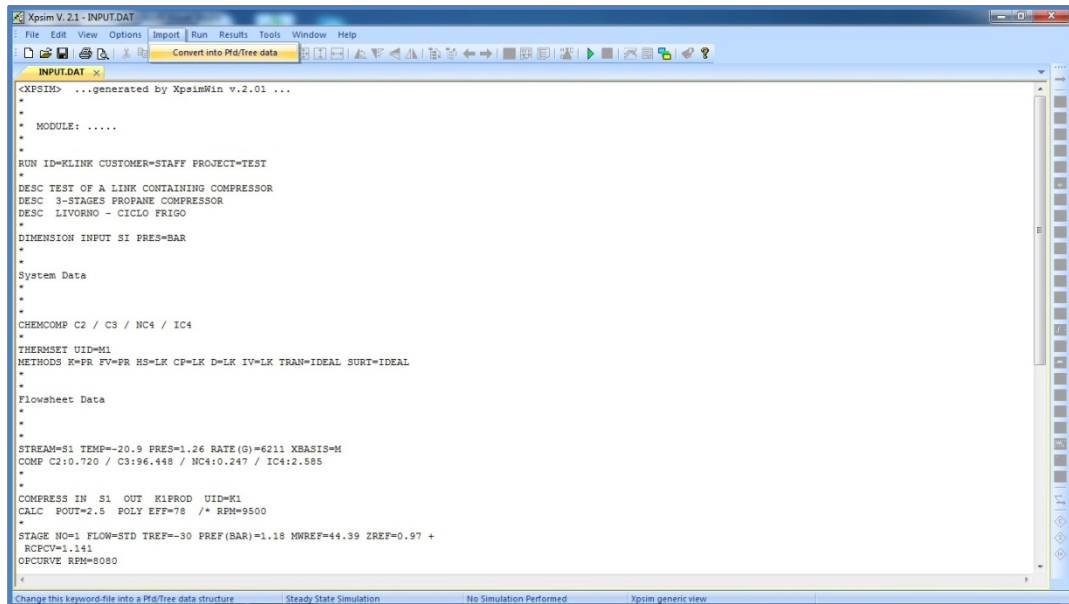 Xpsim V. 2.1 - INPUT.DAT
File Edit View Options Import Run Results Tools Window Help
Convert into Pfd/Tree data
INPUT.DAT
<XPSIM> ...generated by XpsimWin v.2.01 ...
*
*
* MODULE: .....
*
*
RUN ID=KLINK CUSTOMER=STAFF PROJECT=TEST
*
DESC TEST OF A LINK CONTAINING COMPRESSOR
DESC 3-STAGES PROPANE COMPRESSOR
DESC LIVORNO - CICLO FRIGO
*
DIMENSION INPUT SI PRES=BAR
*
*
System Data
*
*
*
CHEMCOMP C2 / C3 / NC4 / IC4
*
THERMSET UID=M1
METHODS K=PR FV=PR HS=LK CP=LK D=LK IV=LK TRAN=IDEAL SURT=IDEAL
*
*
Flowsheet Data
*
*
*
STREAM=S1 TEMP=-20.9 PRES=1.26 RATE(G)=6211 XBASIS=M
COMP C2:0.720 / C3:96.448 / NC4:0.247 / IC4:2.585
*
*
COMPRESS IN S1 OUT K1PROD UID=K1
CALC POUT=2.5 POLY EFF=78 /* RPM=9500
*
STAGE NO=1 FLOW=STD TREF=-30 PREF(BAR)=1.18 MWREF=44.39 ZREF=0.97 +
RCPCV=1.141
OPCURVE RPM=8080
Change this keyword-file into a Pfd/Tree data structure Steady State Simulation No Simulation Performed Xpsim generic view